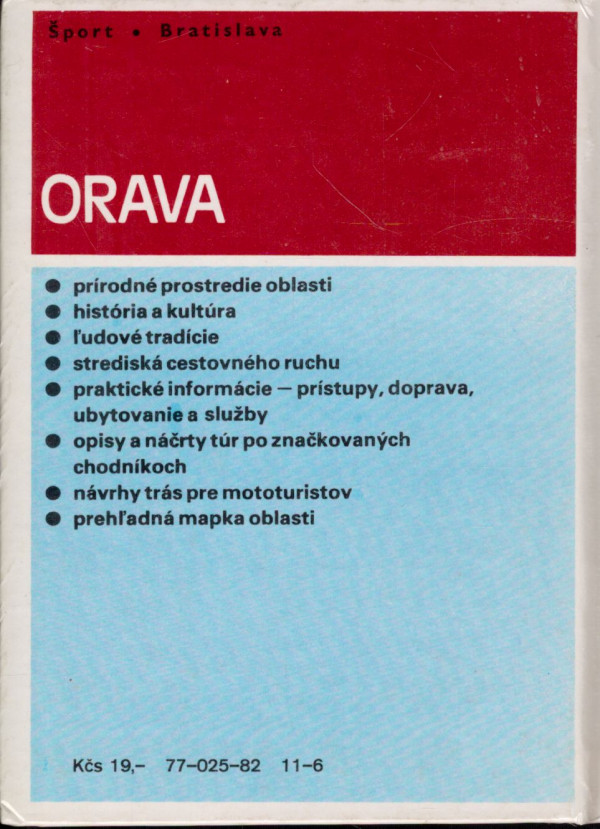 Šport • Bratislava
ORAVA
● prírodné prostredie oblasti
● história a kultúra
● ľudové tradície
● strediská cestovného ruchu
● praktické informácie — prístupy, doprava,
ubytovanie a služby
● opisy a náčrty túr po značkovaných
chodníkoch
● návrhy trás pre mototuristov
● prehľadná mapka oblasti
Kčs 19,– 77–025–82 11–6